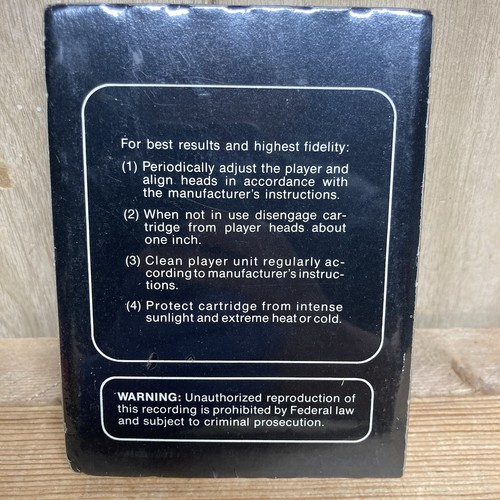 For best results and highest fidelity:
(1) Periodically adjust the player and
align heads in accordance with
the manufacturer's instructions.
(2) When not in use disengage car-
tridge from player heads about
one inch.
(3) Clean player unit regularly ac-
cording to manufacturer's instruc-
tions.
(4) Protect cartridge from intense
sunlight and extreme heat or cold.
WARNING: Unauthorized reproduction of
this recording is prohibited by Federal law
and subject to criminal prosecution.